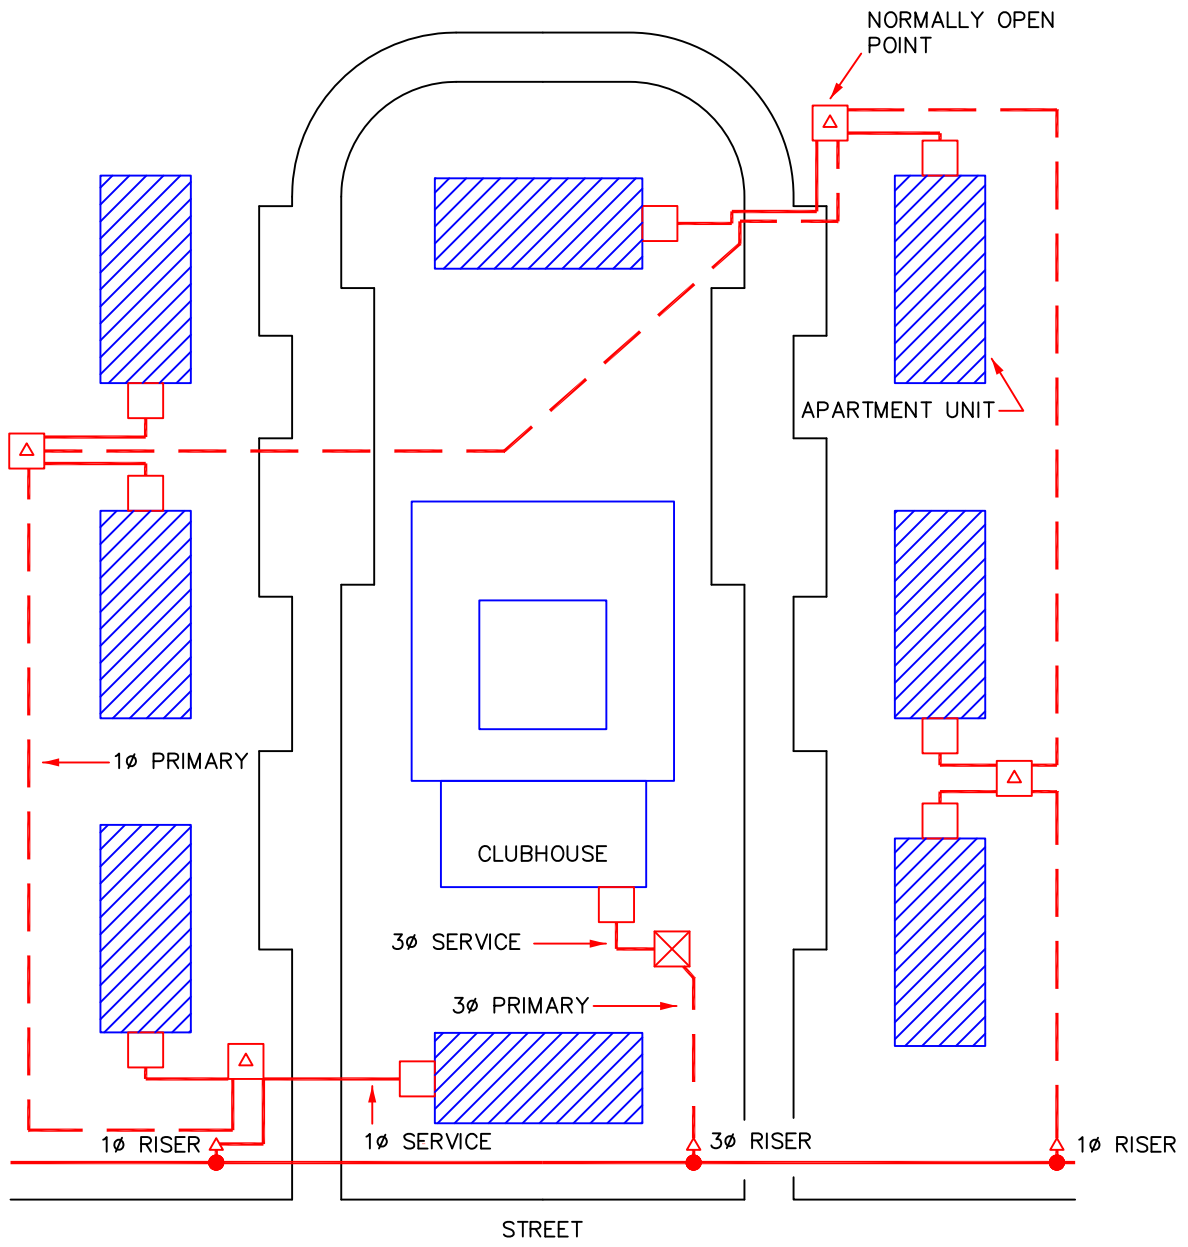 NORMALLY OPEN
POINT
APARTMENT UNIT
1ø PRIMARY
CLUBHOUSE
3ø SERVICE
3ø PRIMARY
1ø RISER
1ø SERVICE
3ø RISER
1ø RISER
STREET